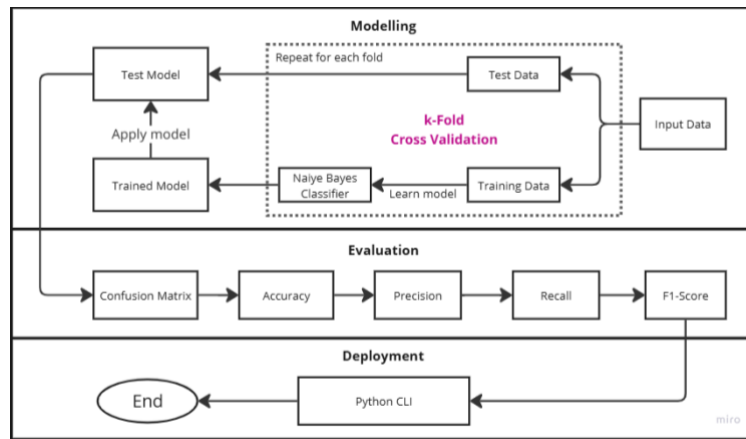 Modelling
Repeat for each fold
Test Model
Test Data
k-Fold
Cross Validation
Input Data
Apply model
Trained Model
Naiye Bayes
Classifier
Learn model
Training Data
Evaluation
Confusion Matrix
Accuracy
Precision
Recall
F1-Score
Deployment
End
Python CLI
miro